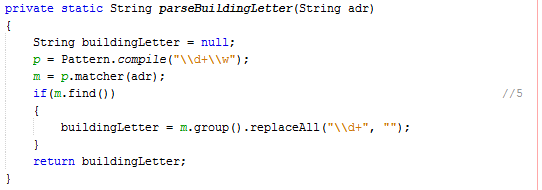 private static String parseBuildingLetter(String adr)
{
    String buildingLetter = null;
    p = Pattern.compile("\\d+\\w");
    m = p.matcher(adr);
    if(m.find()) //5
    {
        buildingLetter = m.group().replaceAll("\\d+", "");
    }
    return buildingLetter;
}